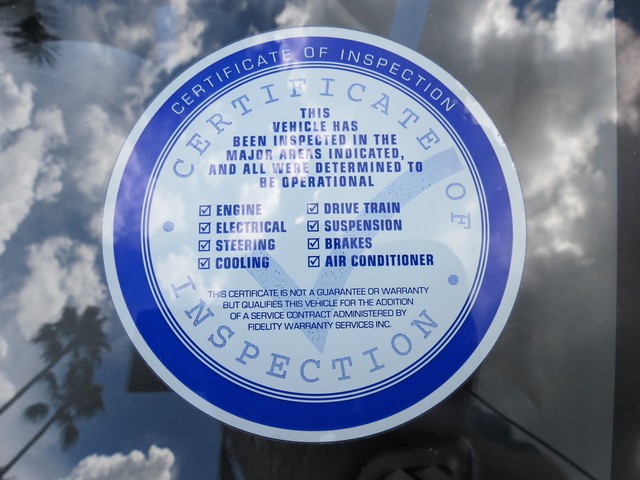 CERTIFICATE OF INSPECTION
CERTIFICATE OF
THIS
VEHICLE HAS
BEEN INSPECTED IN THE
MAJOR AREAS INDICATED,
AND ALL WERE DETERMINED TO
BE OPERATIONAL
☑ ENGINE ☑ DRIVE TRAIN
☑ ELECTRICAL ☑ SUSPENSION
☑ STEERING ☑ BRAKES
☑ COOLING ☑ AIR CONDITIONER
THIS CERTIFICATE IS NOT A GUARANTEE OR WARRANTY
BUT QUALIFIES THIS VEHICLE FOR THE ADDITION
OF A SERVICE CONTRACT ADMINISTERED BY
FIDELITY WARRANTY SERVICES INC.
INSPECTION